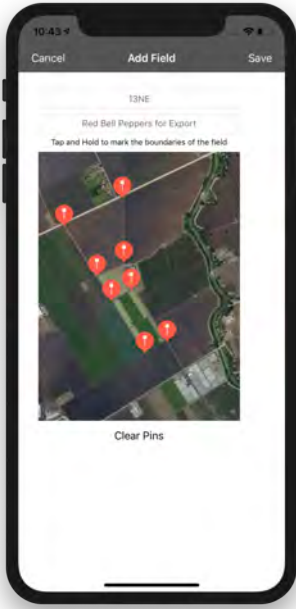 10:43
Cancel Add Field Save
13NE
Red Bell Peppers for Export
Tap and Hold to mark the boundaries of the field
Clear Pins